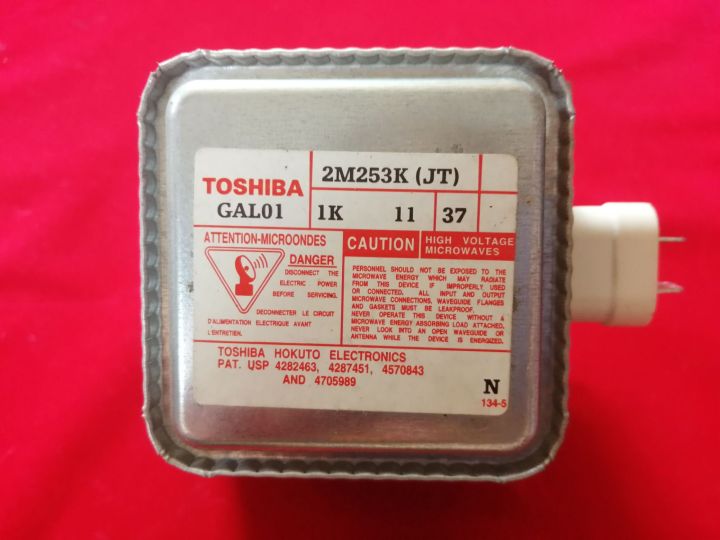 TOSHIBA
2M253K (JT)
GAL01 1K 11 37
ATTENTION-MICROONDES
DANGER
DISCONNECT THE
ELECTRIC POWER
BEFORE SERVICING.
DECONNECTER LE CIRCUIT
D'ALIMENTATION ELECTRIQUE AVANT
L'ENTRETIEN.
CAUTION
HIGH VOLTAGE
MICROWAVES
PERSONNEL SHOULD NOT BE EXPOSED TO THE
MICROWAVE ENERGY WHICH MAY RADIATE
FROM THIS DEVICE IF IMPROPERLY USED
OR CONNECTED. ALL INPUT AND OUTPUT
MICROWAVE CONNECTIONS, WAVEGUIDE FLANGES
AND GASKETS MUST BE LEAKPROOF.
NEVER OPERATE THIS DEVICE WITHOUT A
MICROWAVE ENERGY ABSORBING LOAD ATTACHED.
NEVER LOOK INTO AN OPEN WAVEGUIDE OR
ANTENNA WHILE THE DEVICE IS ENERGIZED.
TOSHIBA HOKUTO ELECTRONICS
PAT. USP 4282463, 4287451, 4570843
AND 4705989
N
134-5